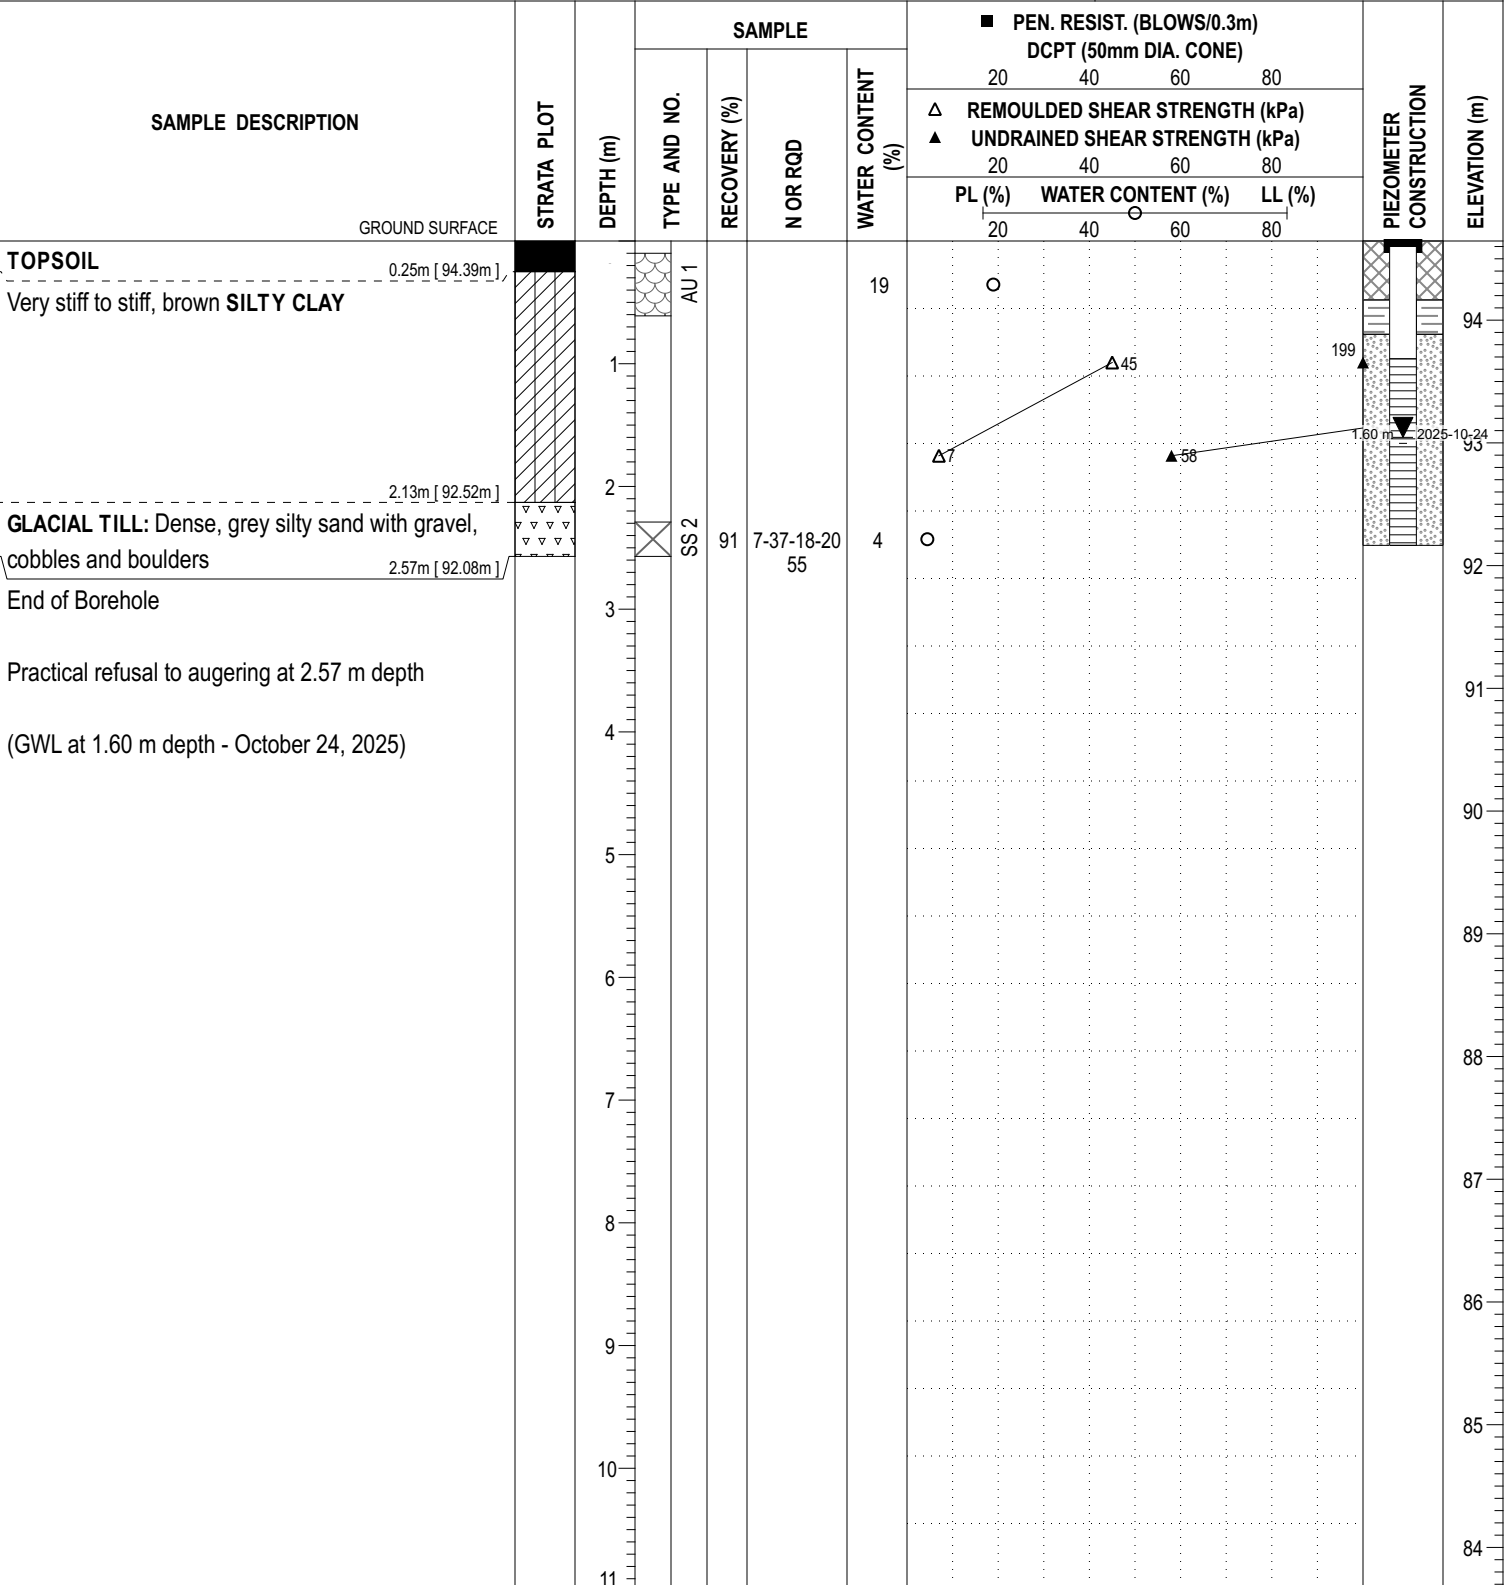 SAMPLE DESCRIPTION
GROUND SURFACE
STRATA PLOT
DEPTH (m)
SAMPLE
TYPE AND NO.
RECOVERY (%)
N OR RQD
WATER CONTENT
(%)
■ PEN. RESIST. (BLOWS/0.3m)
DCPT (50mm DIA. CONE)
20 40 60 80
△ REMOULDED SHEAR STRENGTH (kPa)
▲ UNDRAINED SHEAR STRENGTH (kPa)
20 40 60 80
PL (%) WATER CONTENT (%) LL (%)
20 40 60 80
PIEZOMETER
CONSTRUCTION
ELEVATION (m)
TOPSOIL
0.25m [ 94.39m ]
AU 1
19
Very stiff to stiff, brown SILTY CLAY
94
199
1
45
1.60 m
2025-10-24
93
7
58
2.13m [ 92.52m ]
2
GLACIAL TILL: Dense, grey silty sand with gravel,
cobbles and boulders
2.57m [ 92.08m ]
SS 2
91
7-37-18-20
55
4
92
End of Borehole
3
Practical refusal to augering at 2.57 m depth
91
4
(GWL at 1.60 m depth - October 24, 2025)
90
5
89
6
88
7
87
8
86
9
85
10
84
11